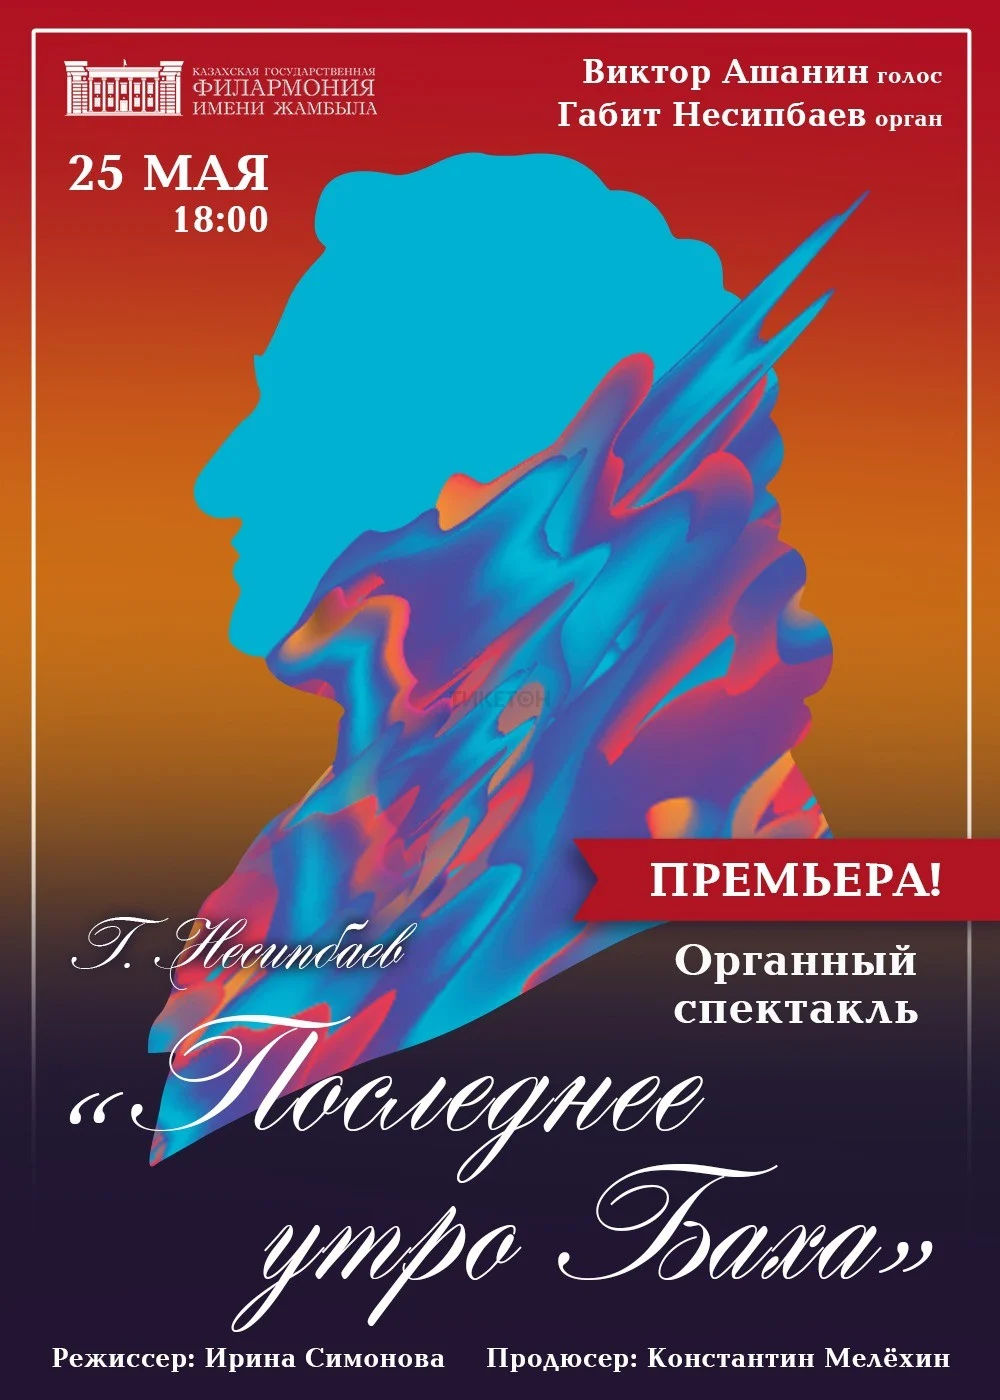 КАЗАХСКАЯ ГОСУДАРСТВЕННАЯ
ФИЛАРМОНИЯ
ИМЕНИ ЖАМБЫЛА
Виктор Ашанин голос
Габит Несипбаев орган
25 МАЯ
18:00
ТИКЕТОН
ПРЕМЬЕРА!
Органный
спектакль
Г. Несипбаев
“Последнее
утро Баха”
Режиссер: Ирина Симонова
Продюсер: Константин Мелёхин